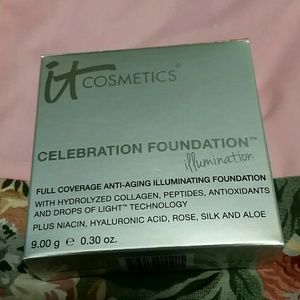 it COSMETICS®
CELEBRATION FOUNDATION™
illumination
FULL COVERAGE ANTI-AGING ILLUMINATING FOUNDATION
WITH HYDROLYZED COLLAGEN, PEPTIDES, ANTIOXIDANTS
AND DROPS OF LIGHT™ TECHNOLOGY
PLUS NIACIN, HYALURONIC ACID, ROSE, SILK AND ALOE
9.00 g ℮ 0.30 oz.